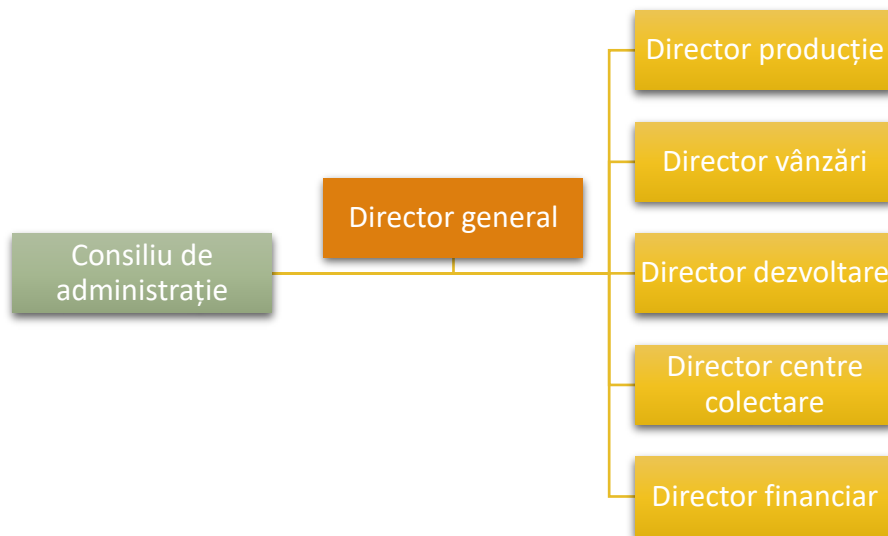 Consiliu de
administrație
Director general
Director producție
Director vânzări
Director dezvoltare
Director centre
colectare
Director financiar